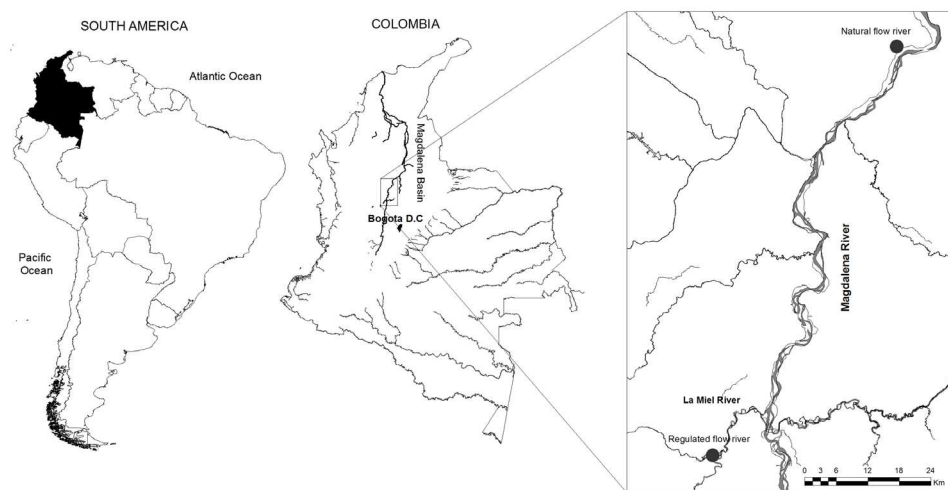 SOUTH AMERICA
Atlantic Ocean
Pacific
Ocean
COLOMBIA
Magdalena Basin
Bogota D.C
Natural flow river
Magdalena River
La Miel River
Regulated flow river
0 3 6 12 18 24
Km